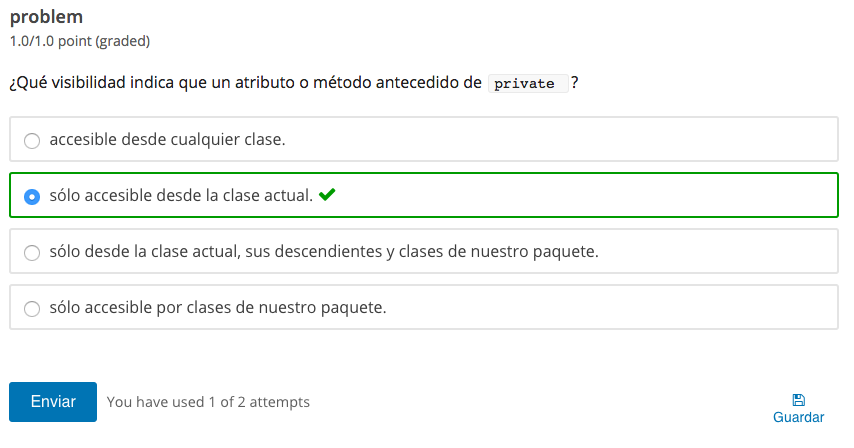 problem
1.0/1.0 point (graded)
¿Qué visibilidad indica que un atributo o método antecedido de private ?
accesible desde cualquier clase.
sólo accesible desde la clase actual.
sólo desde la clase actual, sus descendientes y clases de nuestro paquete.
sólo accesible por clases de nuestro paquete.
Enviar You have used 1 of 2 attempts
Guardar